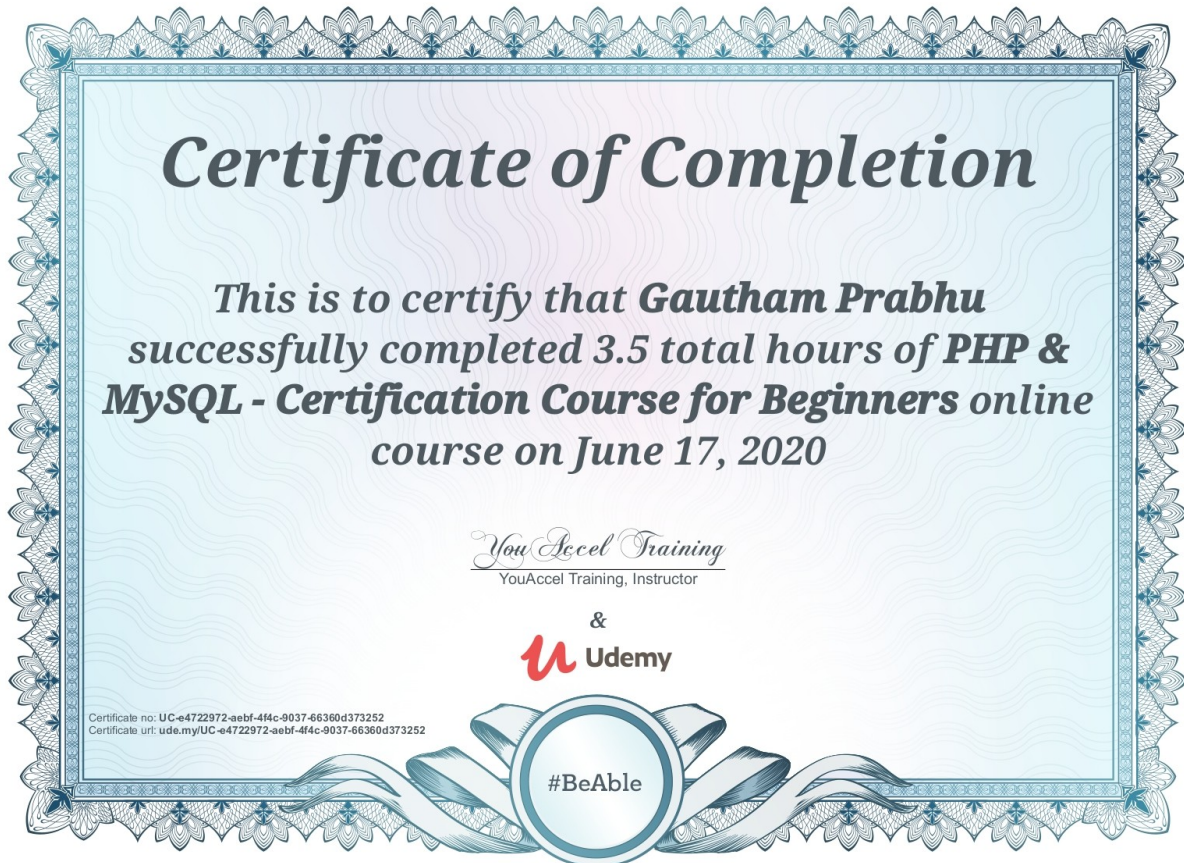 Certificate of Completion
This is to certify that Gautham Prabhu
successfully completed 3.5 total hours of PHP &
MySQL - Certification Course for Beginners online
course on June 17, 2020
You Accel Training
YouAccel Training, Instructor
&
Udemy
Certificate no: UC-e4722972-aebf-4f4c-9037-66360d373252
Certificate url: ude.my/UC-e4722972-aebf-4f4c-9037-66360d373252
#BeAble